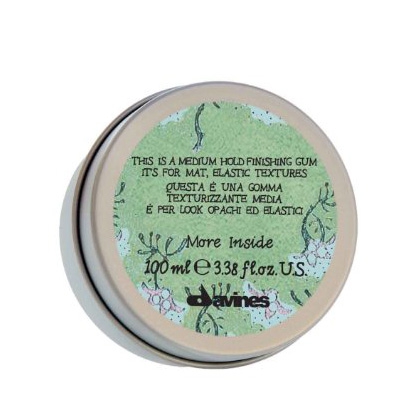 THIS IS A MEDIUM HOLD FINISHING GUM
IT'S FOR MAT, ELASTIC TEXTURES
QUESTA È UNA GOMMA
TEXTURIZZANTE MEDIA
È PER LOOK OPACHI ED ELASTICI
More Inside
100 ml ℮ 3.38 fl.oz. U.S.
davines